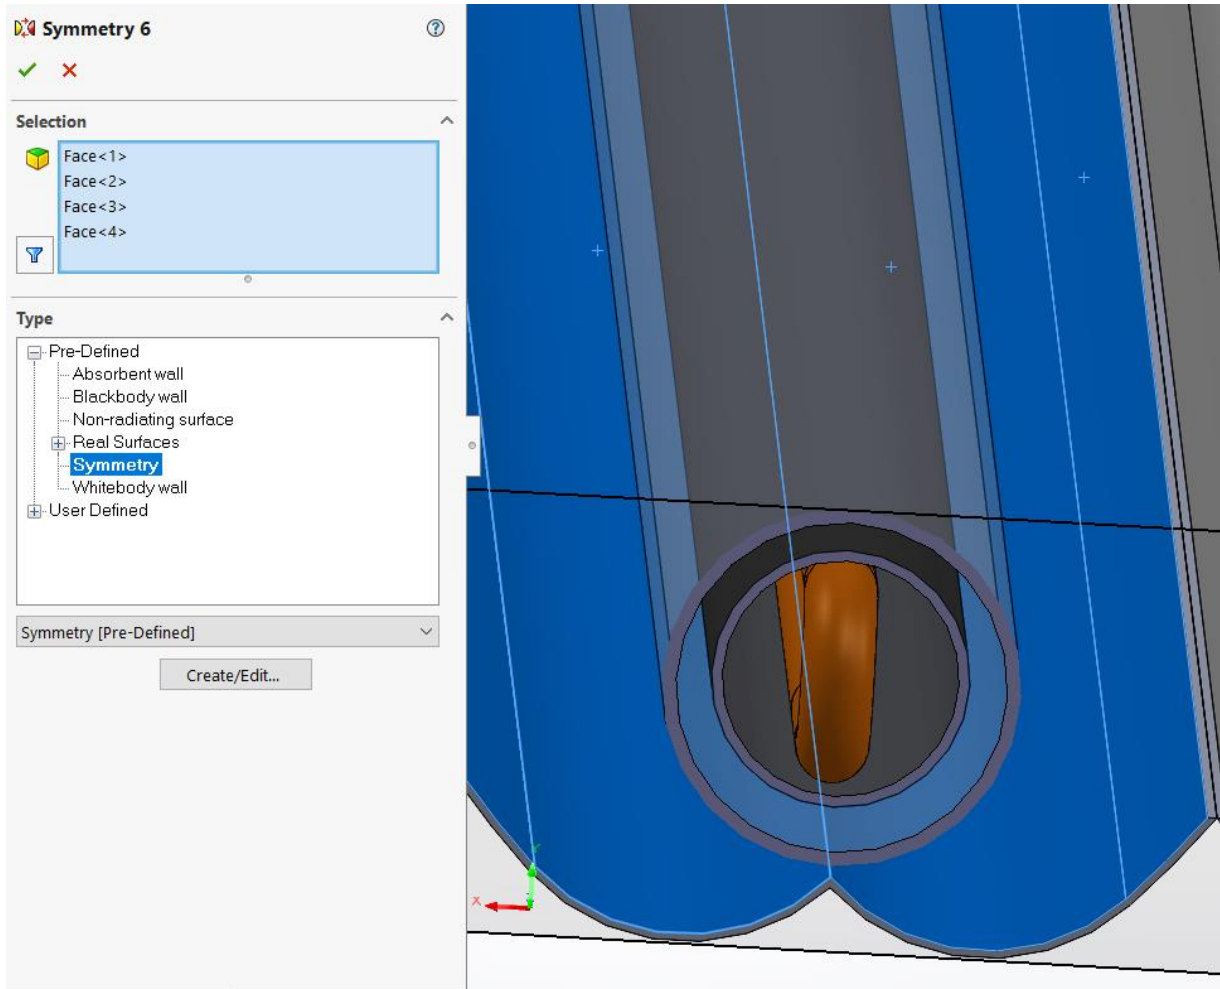 Symmetry 6
Selection
Face<1>
Face<2>
Face<3>
Face<4>
Type
Pre-Defined
Absorbent wall
Blackbody wall
Non-radiating surface
Real Surfaces
Symmetry
Whitebody wall
User Defined
Symmetry [Pre-Defined]
Create/Edit...
Y
X